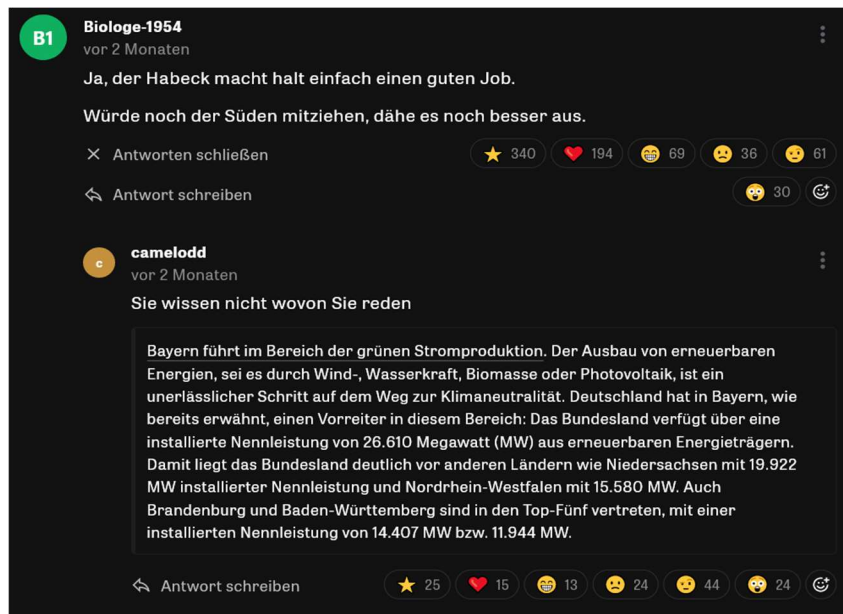 B1
Biologe-1954
vor 2 Monaten
Ja, der Habeck macht halt einfach einen guten Job.
Würde noch der Süden mitziehen, dähe es noch besser aus.
Antworten schließen
340 194 69 36 61
Antwort schreiben
30
c
camelodd
vor 2 Monaten
Sie wissen nicht wovon Sie reden
Bayern führt im Bereich der grünen Stromproduktion. Der Ausbau von erneuerbaren
Energien, sei es durch Wind-, Wasserkraft, Biomasse oder Photovoltaik, ist ein
unerlässlicher Schritt auf dem Weg zur Klimaneutralität. Deutschland hat in Bayern, wie
bereits erwähnt, einen Vorreiter in diesem Bereich: Das Bundesland verfügt über eine
installierte Nennleistung von 26.610 Megawatt (MW) aus erneuerbaren Energieträgern.
Damit liegt das Bundesland deutlich vor anderen Ländern wie Niedersachsen mit 19.922
MW installierter Nennleistung und Nordrhein-Westfalen mit 15.580 MW. Auch
Brandenburg und Baden-Württemberg sind in den Top-Fünf vertreten, mit einer
installierten Nennleistung von 14.407 MW bzw. 11.944 MW.
Antwort schreiben
25 15 13 24 44 24